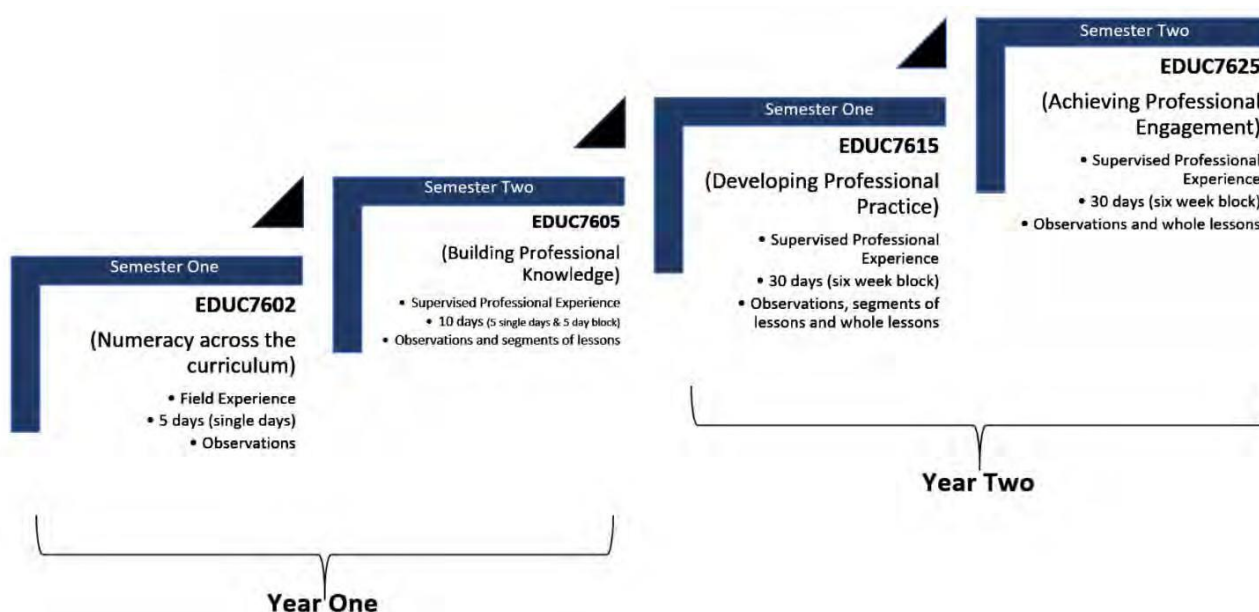 Semester One
EDUC7602
(Numeracy across the
curriculum)
• Field Experience
• 5 days (single days)
• Observations
Semester Two
EDUC7605
(Building Professional
Knowledge)
• Supervised Professional Experience
• 10 days (5 single days & 5 day block)
• Observations and segments of lessons
Year One
Semester One
EDUC7615
(Developing Professional
Practice)
• Supervised Professional
Experience
• 30 days (six week block)
• Observations, segments of
lessons and whole lessons
Semester Two
EDUC7625
(Achieving Professional
Engagement)
• Supervised Professional
Experience
• 30 days (six week block)
• Observations and whole lessons
Year Two